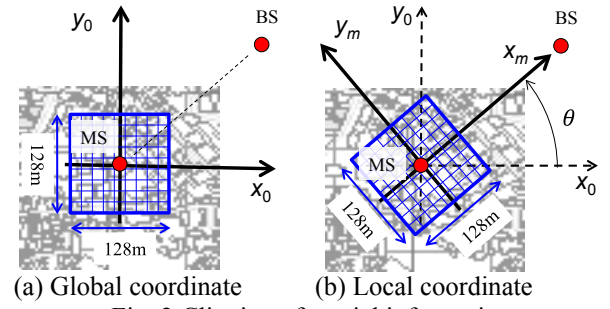 y0
BS
MS
x0
128m
128m
(a) Global coordinate
ym
y0
BS
xm
θ
MS
x0
128m
128m
(b) Local coordinate